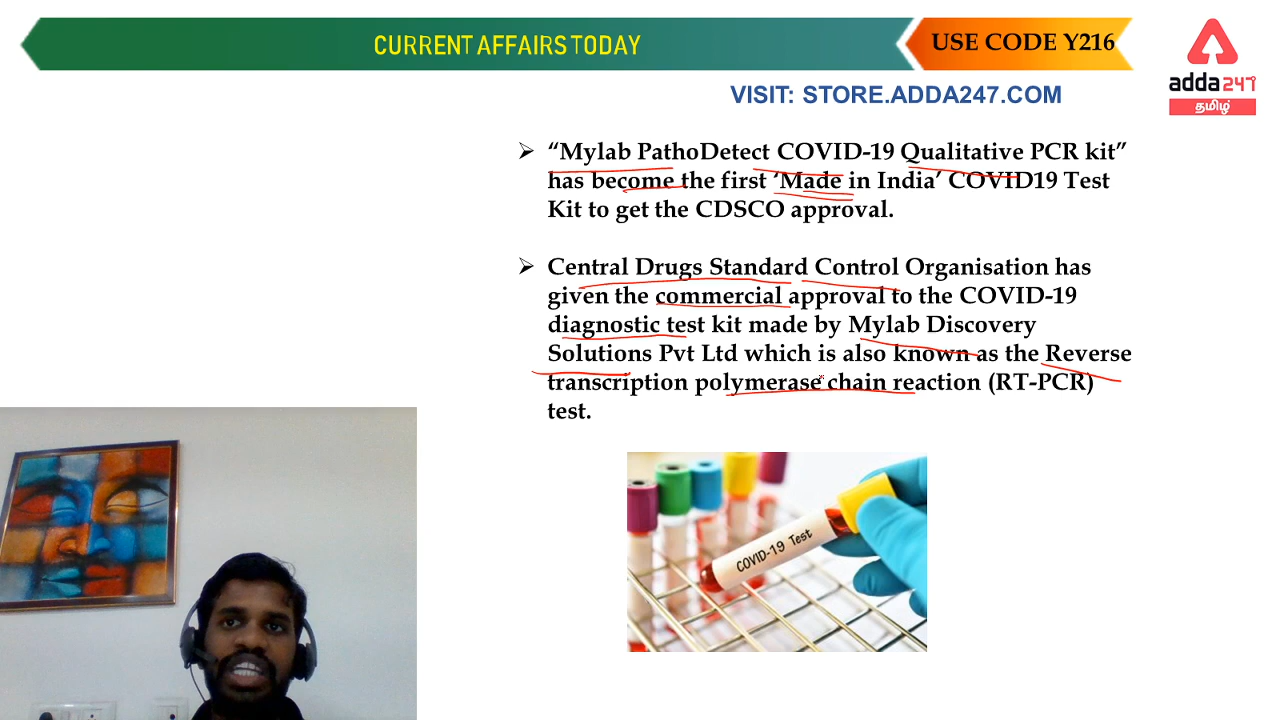 CURRENT AFFAIRS TODAY
USE CODE Y216
adda247
தமிழ்
VISIT: STORE.ADDA247.COM
➢ “Mylab PathoDetect COVID-19 Qualitative PCR kit”
has become the first ‘Made in India’ COVID19 Test
Kit to get the CDSCO approval.
➢ Central Drugs Standard Control Organisation has
given the commercial approval to the COVID-19
diagnostic test kit made by Mylab Discovery
Solutions Pvt Ltd which is also known as the Reverse
transcription polymerase chain reaction (RT-PCR)
test.
COVID-19 Test